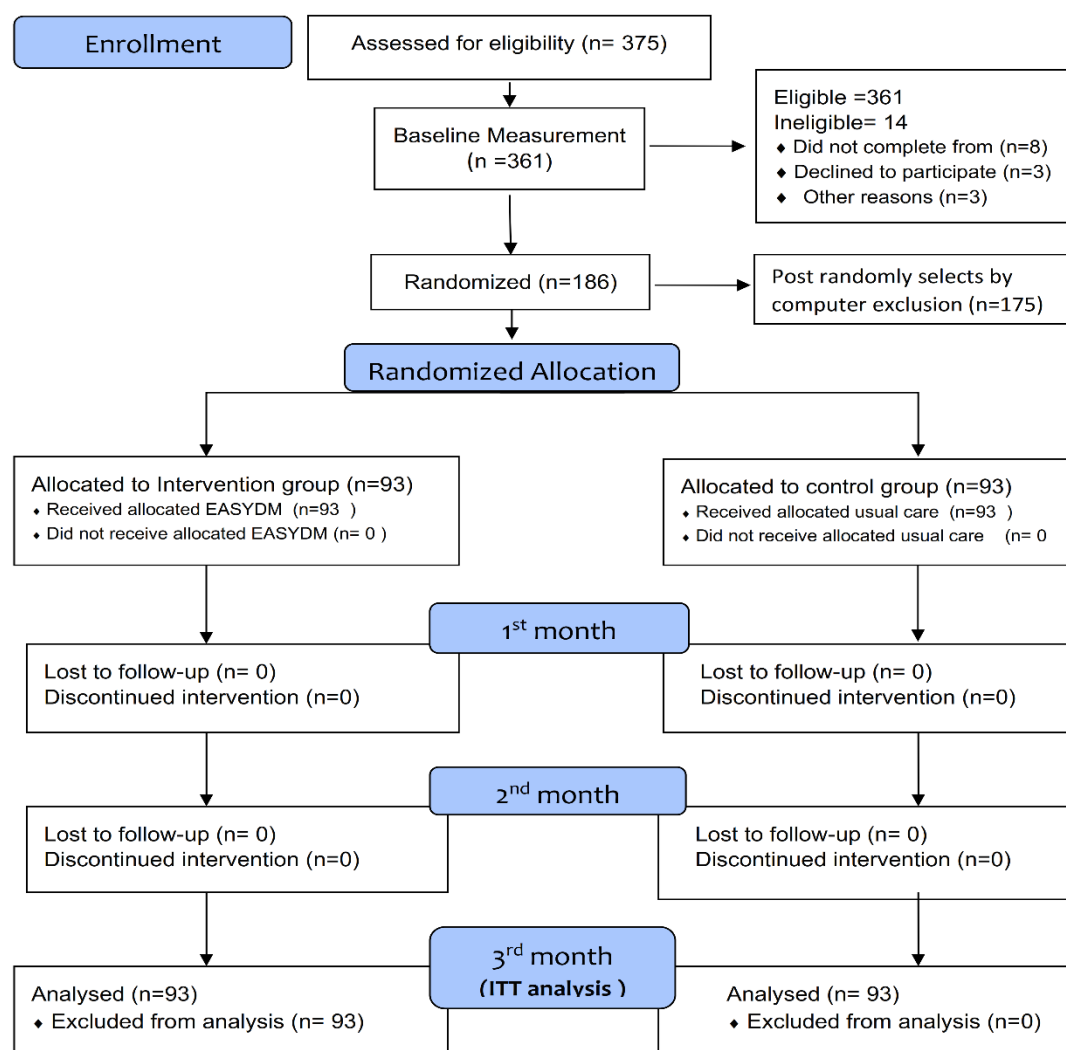 Enrollment
Assessed for eligibility (n= 375)
Baseline Measurement
(n =361)
Eligible =361
Ineligible= 14
◆ Did not complete from (n=8)
◆ Declined to participate (n=3)
◆ Other reasons (n=3)
Randomized (n=186)
Post randomly selects by
computer exclusion (n=175)
Randomized Allocation
Allocated to Intervention group (n=93)
◆ Received allocated EASYDM (n=93 )
◆ Did not receive allocated EASYDM (n= 0 )
Allocated to control group (n=93)
◆ Received allocated usual care (n=93 )
◆ Did not receive allocated usual care (n= 0
1st month
Lost to follow-up (n= 0)
Discontinued intervention (n=0)
Lost to follow-up (n= 0)
Discontinued intervention (n=0)
2nd month
Lost to follow-up (n= 0)
Discontinued intervention (n=0)
Lost to follow-up (n= 0)
Discontinued intervention (n=0)
3rd month
(ITT analysis )
Analysed (n=93)
◆ Excluded from analysis (n= 93)
Analysed (n= 93)
◆ Excluded from analysis (n=0)